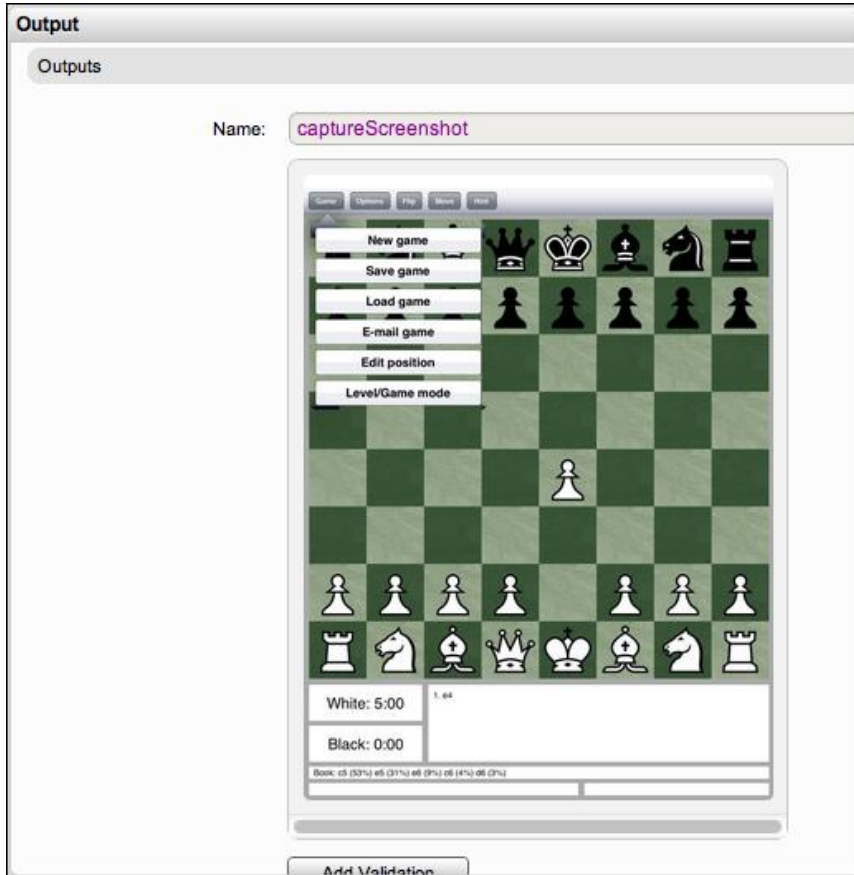 Output
Outputs
Name: captureScreenshot
Game Options Flip Move Hint
New game
Save game
Load game
E-mail game
Edit position
Level/Game mode
White: 5:00
1. e4
Black: 0:00
Book: c5 (53%) e5 (31%) e6 (9%) c6 (4%) d6 (3%)
Add Validation